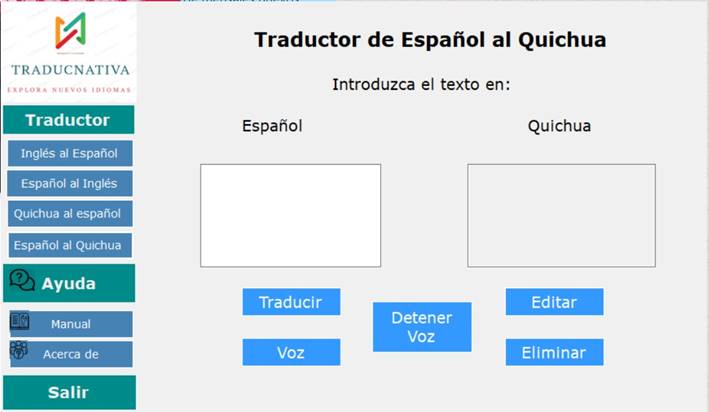 TRADUCNATIVA
EXPLORA NUEVOS IDIOMAS
Traductor
Inglés al Español
Español al Inglés
Quichua al español
Español al Quichua
Ayuda
Manual
Acerca de
Salir
Traductor de Español al Quichua
Introduzca el texto en:
Español
Quichua
Traducir
Voz
Detener
Voz
Editar
Eliminar